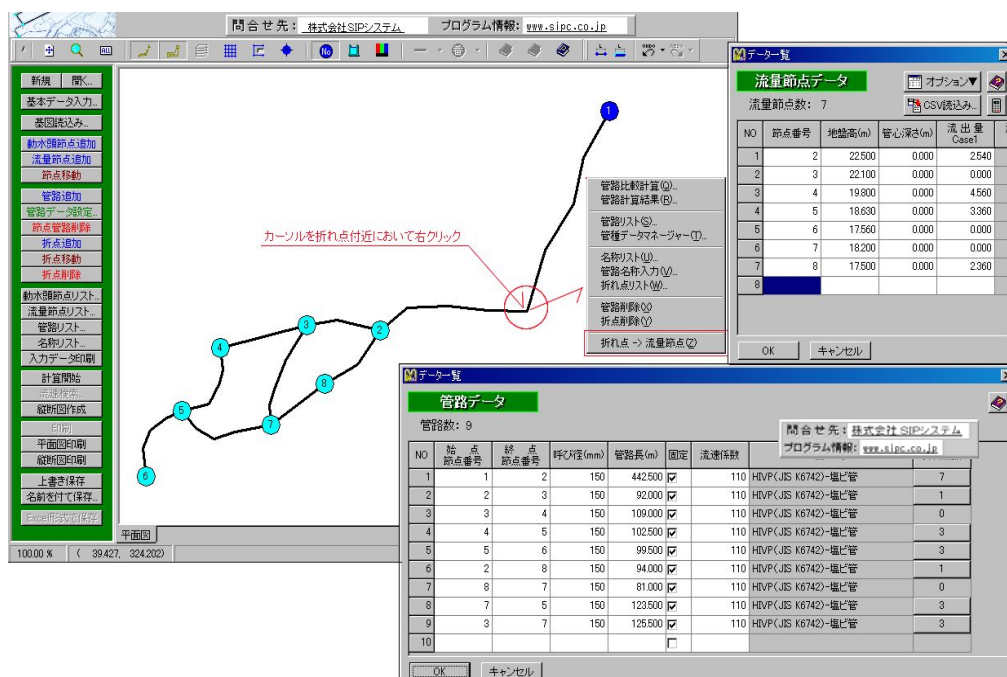 問合せ先: 株式会社SIPシステム プログラム情報: www.sipc.co.jp
ALL
No
新規 開く..
基本データ入力..
基図読込み..
動水頭節点追加
流量節点追加
節点移動
管路追加
管路データ設定..
節点管路削除
折点追加
折点移動
折点削除
動水頭節点リスト..
流量節点リスト..
管路リスト..
名称リスト..
入力データ印刷
計算開始
流速検索
縦断図作成
印刷
平面図印刷
縦断図印刷
上書き保存
名前を付て保存..
Excel形式で保存
平面図
100.00 % ( 39.427, 324.202)
カーソルを折れ点付近において右クリック
1
2
3
4
5
6
7
8
管路比較計算(Q)..
管路計算結果(R)..
管路リスト(S)..
管種データマネージャー(T)..
名称リスト(U)..
管路名称入力(V)..
折れ点リスト(W)..
管路削除(X)
折点削除(Y)
折れ点 -> 流量節点(Z)
データ一覧
流量節点データ オプション▼
流量節点数: 7 CSV読込み..
NO 節点番号 地盤高(m) 管心深さ(m) 流出量 Case1
1 2 22.500 0.000 2.540
2 3 22.100 0.000 0.000
3 4 19.800 0.000 4.560
4 5 18.630 0.000 3.360
5 6 17.560 0.000 0.000
6 7 18.200 0.000 0.000
7 8 17.500 0.000 2.360
8
OK キャンセル
データ一覧
管路データ
管路数: 9
問合せ先: 株式会社SIPシステム
プログラム情報: www.sipc.co.jp
NO 始点節点番号 終点節点番号 呼び径(mm) 管路長(m) 固定 流速係数
1 1 2 150 442.500 110 HIVP(JIS K6742)-塩ビ管 7
2 2 3 150 92.000 110 HIVP(JIS K6742)-塩ビ管 1
3 3 4 150 109.000 110 HIVP(JIS K6742)-塩ビ管 0
4 4 5 150 102.500 110 HIVP(JIS K6742)-塩ビ管 3
5 5 6 150 99.500 110 HIVP(JIS K6742)-塩ビ管 3
6 2 8 150 94.000 110 HIVP(JIS K6742)-塩ビ管 1
7 8 7 150 81.000 110 HIVP(JIS K6742)-塩ビ管 0
8 7 5 150 123.500 110 HIVP(JIS K6742)-塩ビ管 3
9 3 7 150 125.500 110 HIVP(JIS K6742)-塩ビ管 3
10
OK キャンセル